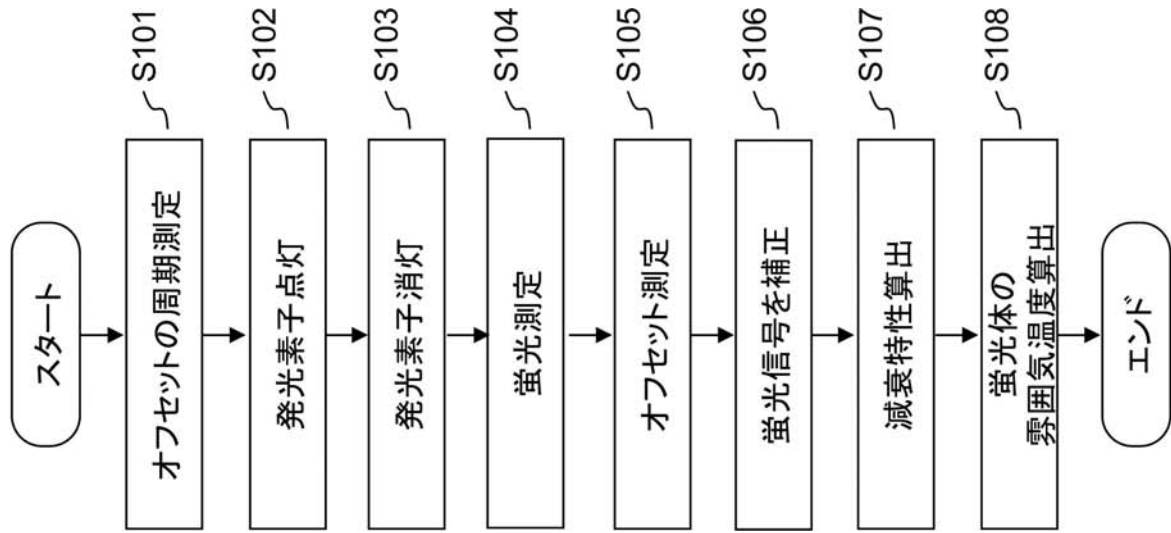 スタート
オフセットの周期測定
S101
発光素子点灯
S102
発光素子消灯
S103
蛍光測定
S104
オフセット測定
S105
蛍光信号を補正
S106
減衰特性算出
S107
蛍光体の
雰囲気温度算出
S108
エンド